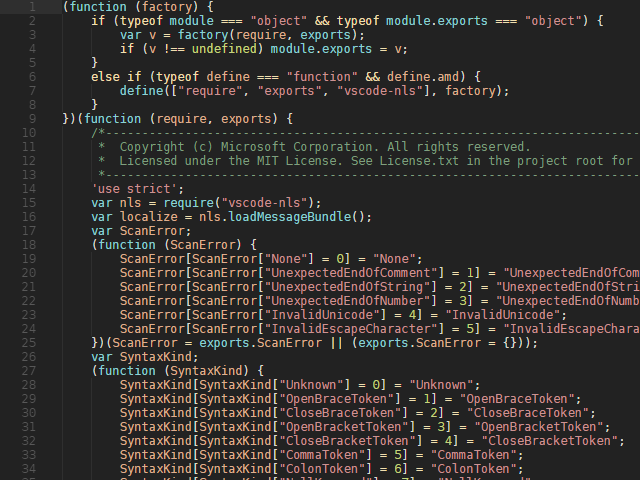 1 (function (factory) {
2 if (typeof module === "object" && typeof module.exports === "object") {
3 var v = factory(require, exports);
4 if (v !== undefined) module.exports = v;
5 }
6 else if (typeof define === "function" && define.amd) {
7 define(["require", "exports", "vscode-nls"], factory);
8 }
9 })(function (require, exports) {
10 /*---------------------------------------------------------------------------
11 *  Copyright (c) Microsoft Corporation. All rights reserved.
12 *  Licensed under the MIT License. See License.txt in the project root for
13 *---------------------------------------------------------------------------
14 'use strict';
15 var nls = require("vscode-nls");
16 var localize = nls.loadMessageBundle();
17 var ScanError;
18 (function (ScanError) {
19 ScanError[ScanError["None"] = 0] = "None";
20 ScanError[ScanError["UnexpectedEndOfComment"] = 1] = "UnexpectedEndOfCom
21 ScanError[ScanError["UnexpectedEndOfString"] = 2] = "UnexpectedEndOfStri
22 ScanError[ScanError["UnexpectedEndOfNumber"] = 3] = "UnexpectedEndOfNumb
23 ScanError[ScanError["InvalidUnicode"] = 4] = "InvalidUnicode";
24 ScanError[ScanError["InvalidEscapeCharacter"] = 5] = "InvalidEscapeChara
25 })(ScanError = exports.ScanError || (exports.ScanError = {}));
26 var SyntaxKind;
27 (function (SyntaxKind) {
28 SyntaxKind[SyntaxKind["Unknown"] = 0] = "Unknown";
29 SyntaxKind[SyntaxKind["OpenBraceToken"] = 1] = "OpenBraceToken";
30 SyntaxKind[SyntaxKind["CloseBraceToken"] = 2] = "CloseBraceToken";
31 SyntaxKind[SyntaxKind["OpenBracketToken"] = 3] = "OpenBracketToken";
32 SyntaxKind[SyntaxKind["CloseBracketToken"] = 4] = "CloseBracketToken";
33 SyntaxKind[SyntaxKind["CommaToken"] = 5] = "CommaToken";
34 SyntaxKind[SyntaxKind["ColonToken"] = 6] = "ColonToken";